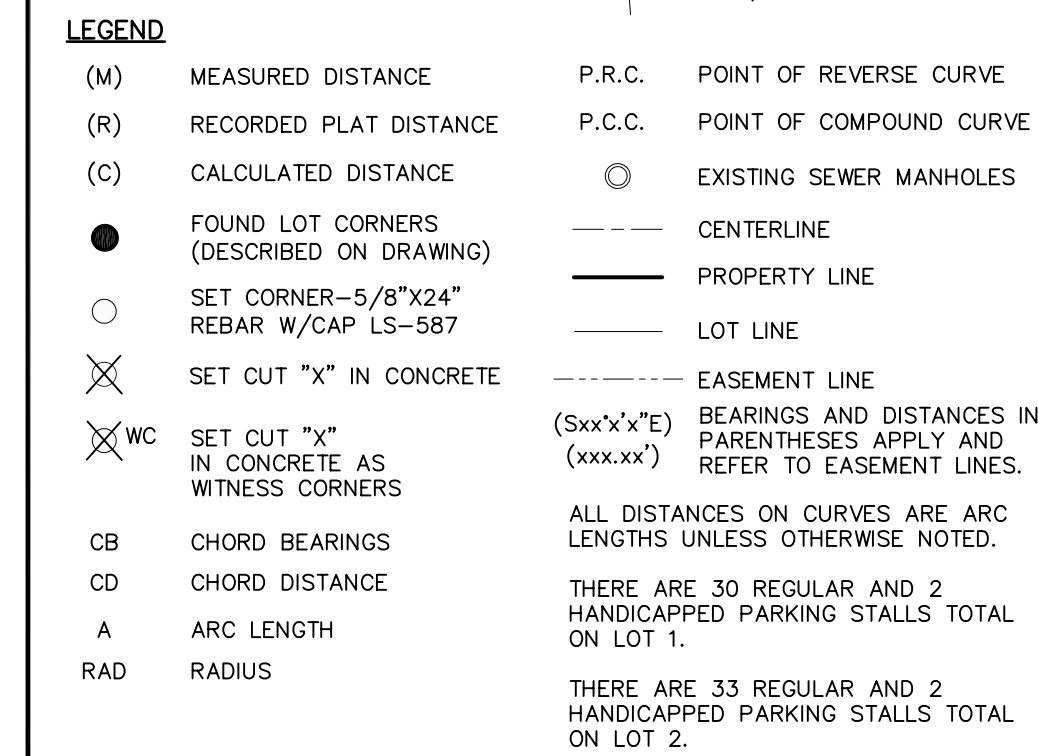 LEGEND
(M) MEASURED DISTANCE
(R) RECORDED PLAT DISTANCE
(C) CALCULATED DISTANCE
FOUND LOT CORNERS
(DESCRIBED ON DRAWING)
SET CORNER–5/8"X24"
REBAR W/CAP LS–587
SET CUT "X" IN CONCRETE
WC SET CUT "X"
IN CONCRETE AS
WITNESS CORNERS
CB CHORD BEARINGS
CD CHORD DISTANCE
A ARC LENGTH
RAD RADIUS
P.R.C. POINT OF REVERSE CURVE
P.C.C. POINT OF COMPOUND CURVE
EXISTING SEWER MANHOLES
CENTERLINE
PROPERTY LINE
LOT LINE
EASEMENT LINE
(Sxx°x'x"E) BEARINGS AND DISTANCES IN
(xxx.xx') PARENTHESES APPLY AND
REFER TO EASEMENT LINES.
ALL DISTANCES ON CURVES ARE ARC
LENGTHS UNLESS OTHERWISE NOTED.
THERE ARE 30 REGULAR AND 2
HANDICAPPED PARKING STALLS TOTAL
ON LOT 1.
THERE ARE 33 REGULAR AND 2
HANDICAPPED PARKING STALLS TOTAL
ON LOT 2.